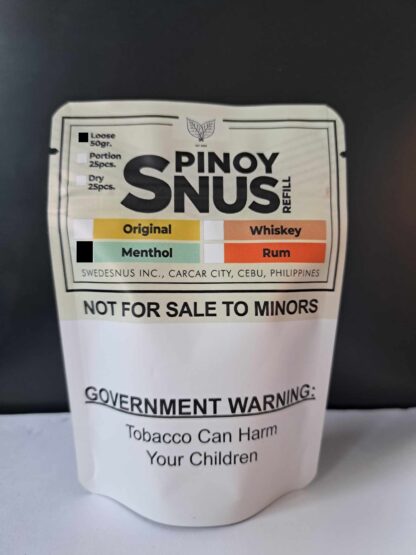 Loose
50gr.
Portion
25pcs.
Dry
25pcs.
PINOY
SNUS
REFILL
Original
Whiskey
Menthol
Rum
SWEDESNUS INC., CARCAR CITY, CEBU, PHILIPPINES
NOT FOR SALE TO MINORS
GOVERNMENT WARNING:
Tobacco Can Harm
Your Children